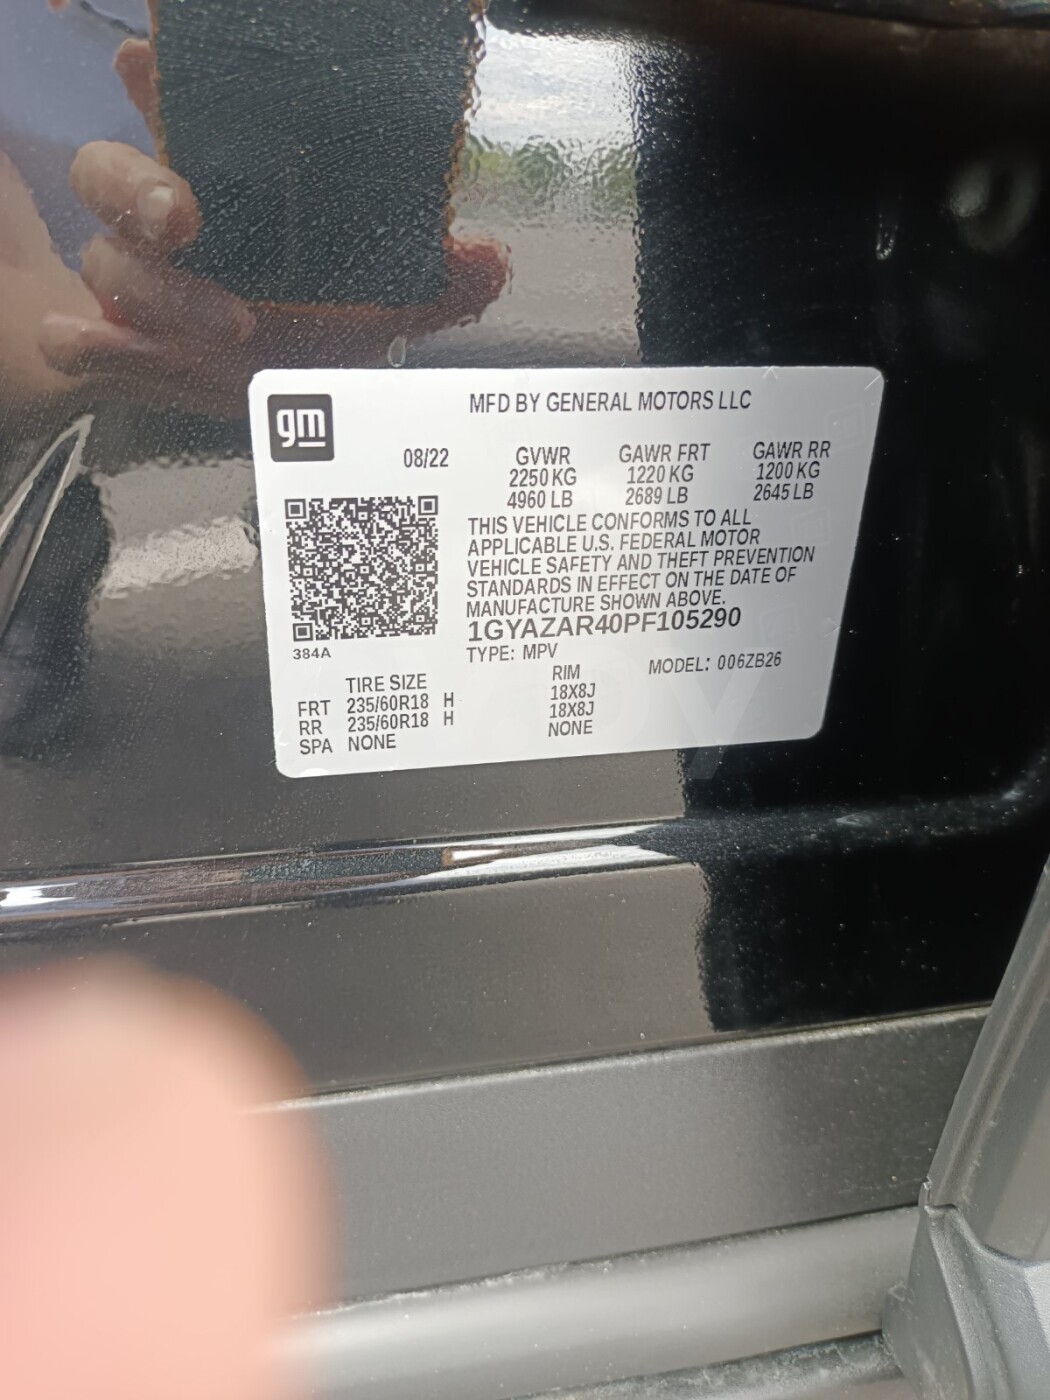 gm
MFD BY GENERAL MOTORS LLC
08/22
GVWR GAWR FRT GAWR RR
2250 KG 1220 KG 1200 KG
4960 LB 2689 LB 2645 LB
THIS VEHICLE CONFORMS TO ALL
APPLICABLE U.S. FEDERAL MOTOR
VEHICLE SAFETY AND THEFT PREVENTION
STANDARDS IN EFFECT ON THE DATE OF
MANUFACTURE SHOWN ABOVE.
1GYAZAR40PF105290
384A
TYPE: MPV MODEL: 006ZB26
TIRE SIZE RIM
FRT 235/60R18 H 18X8J
RR 235/60R18 H 18X8J
SPA NONE NONE